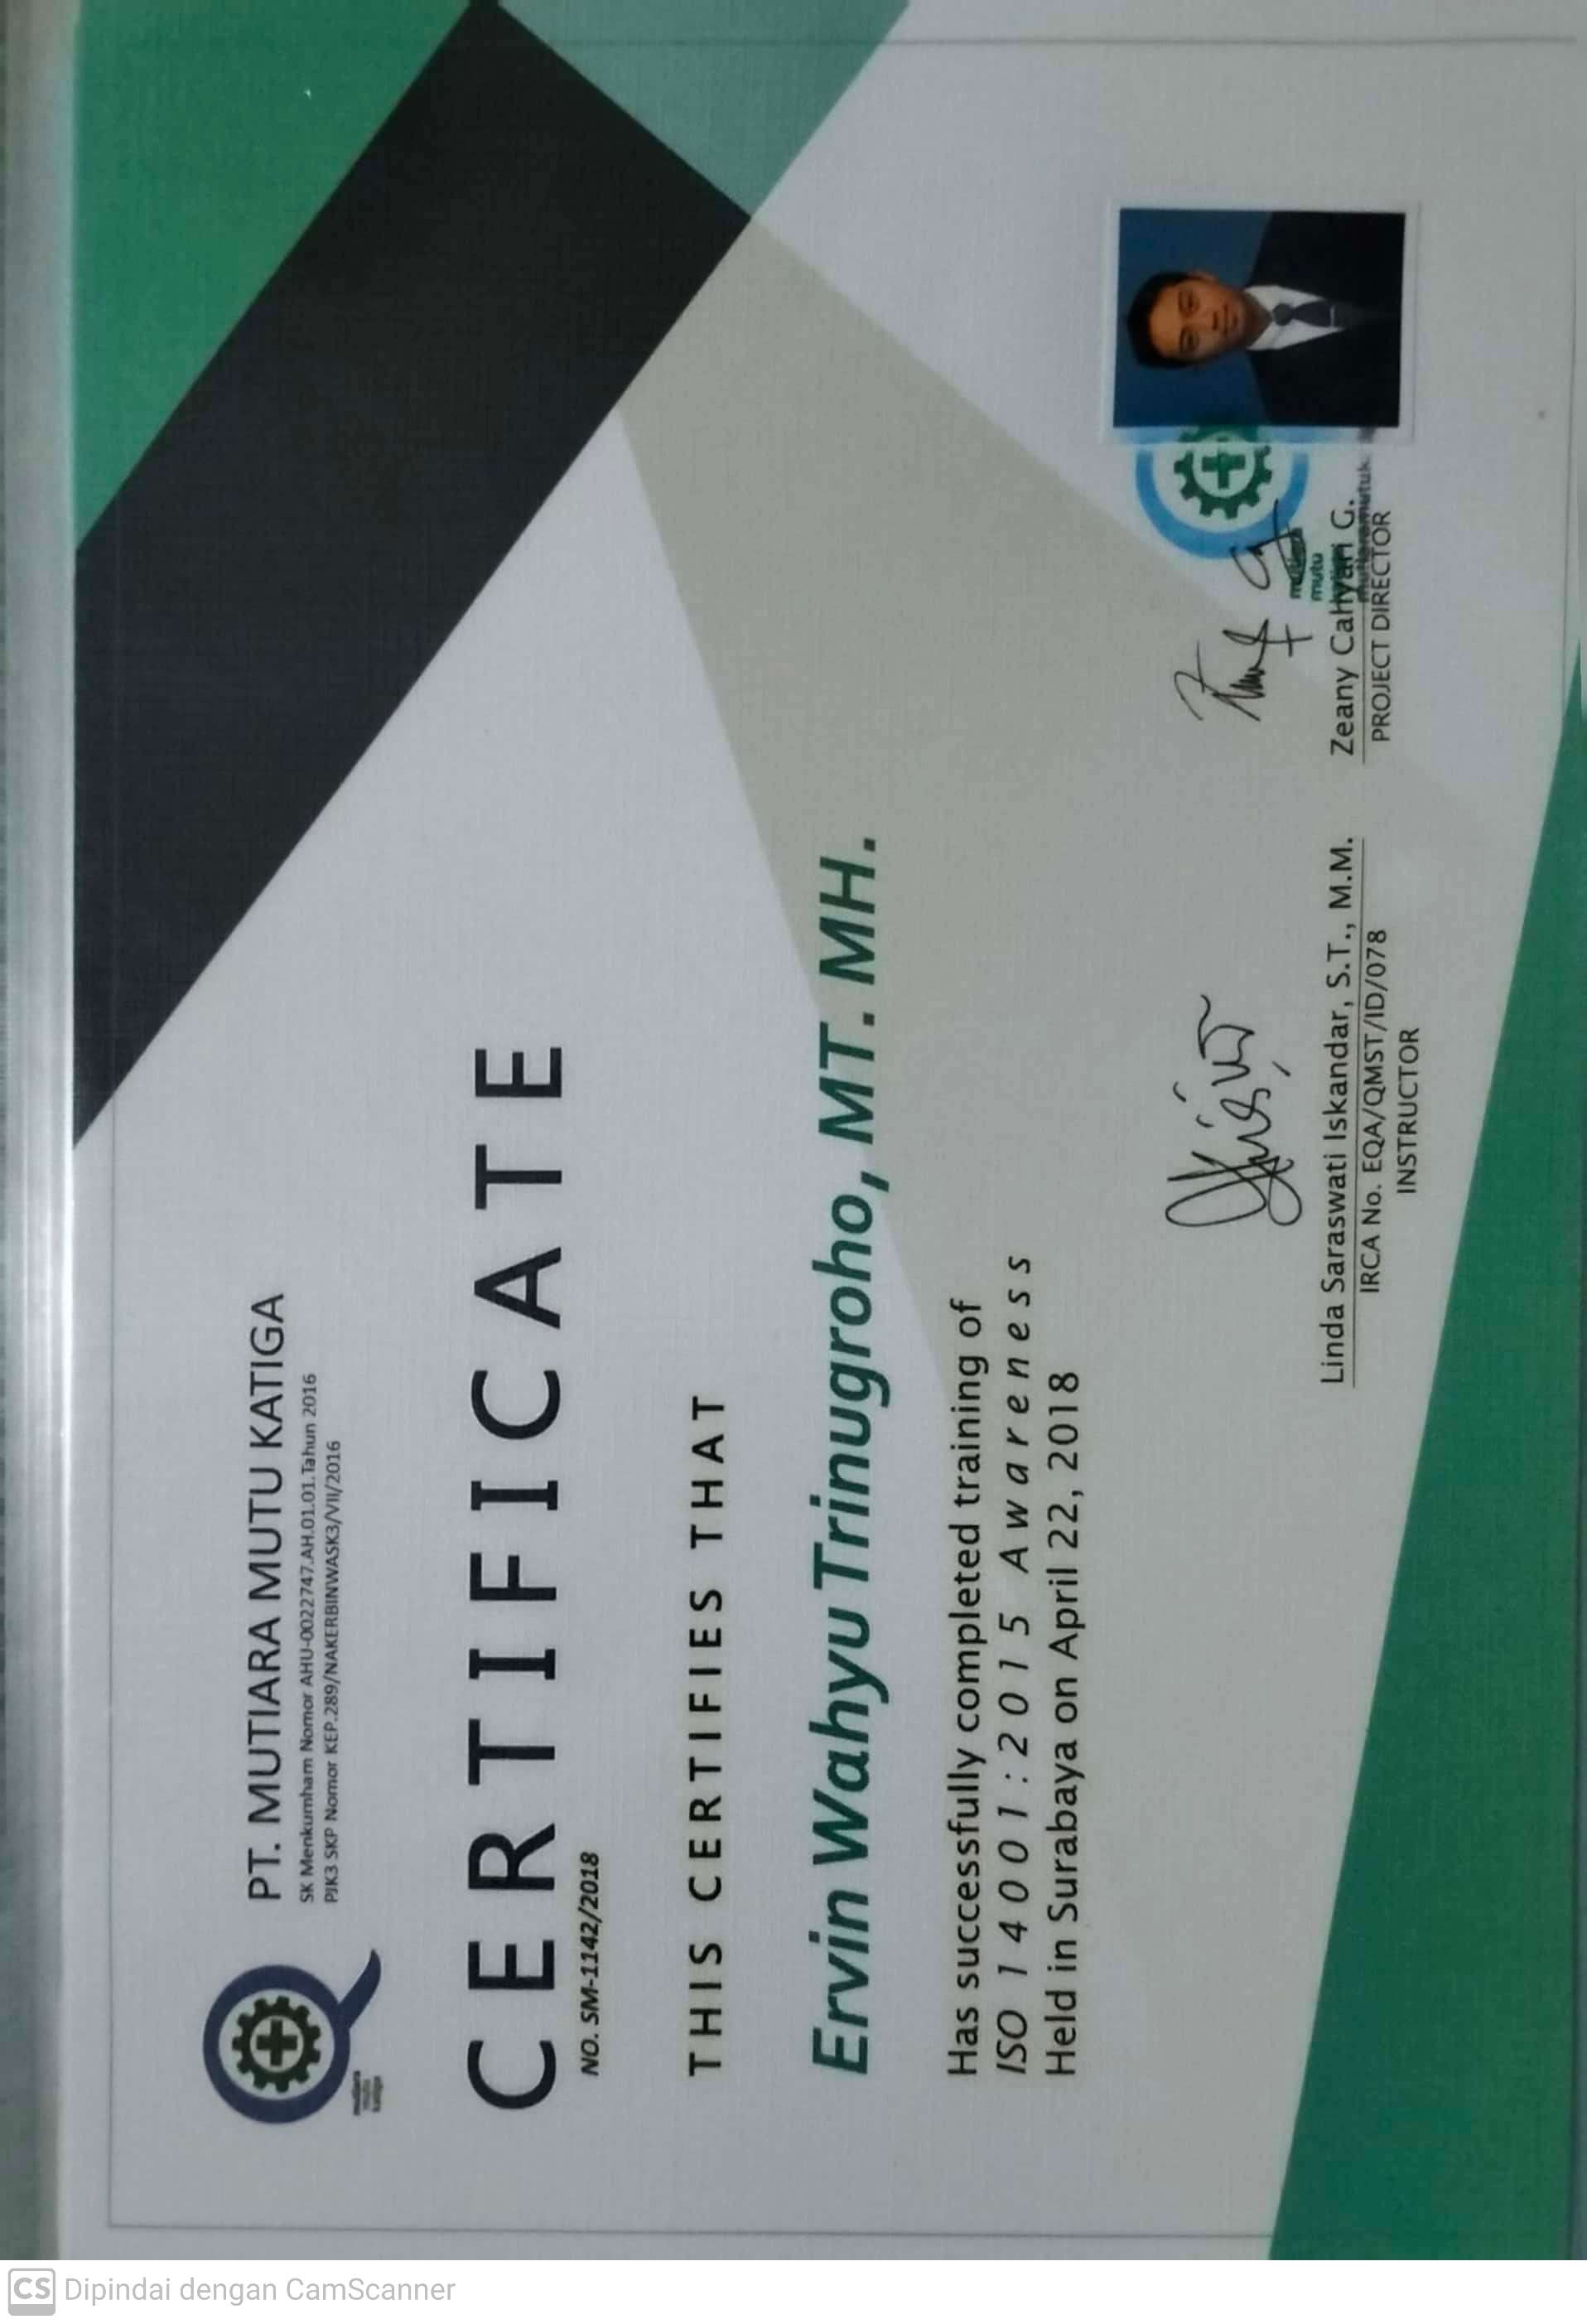 CS Dipindai dengan CamScanner
PT. MUTIARA MUTU KATIGA
SK Menkumham Nomor AHU-0022747.AH.01.01.Tahun 2016
PJK3 SKP Nomor KEP.289/NAKERBINWASK3/VII/2016
mutiara
mutu
katiga
CERTIFICATE
NO. SM-1142/2018
THIS CERTIFIES THAT
Ervin Wahyu Trinugroho, MT. MH.
Has successfully completed training of
ISO 14001:2015 Awareness
Held in Surabaya on April 22, 2018
mutiara
mutu
Linda Saraswati Iskandar, S.T., M.M.
IRCA No. EQA/QMST/ID/078
INSTRUCTOR
Zeany Cahyari G.
PROJECT DIRECTOR